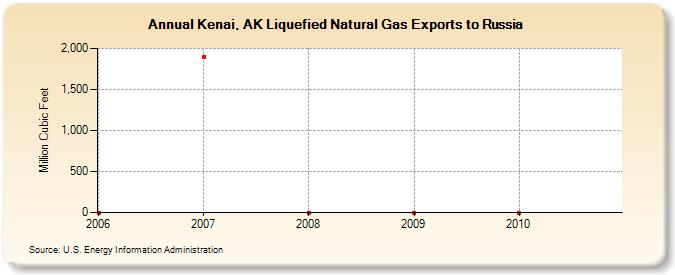 Annual Kenai, AK Liquefied Natural Gas Exports to Russia
Million Cubic Feet
2,000
1,500
1,000
500
0
2006 2007 2008 2009 2010
Source: U.S. Energy Information Administration